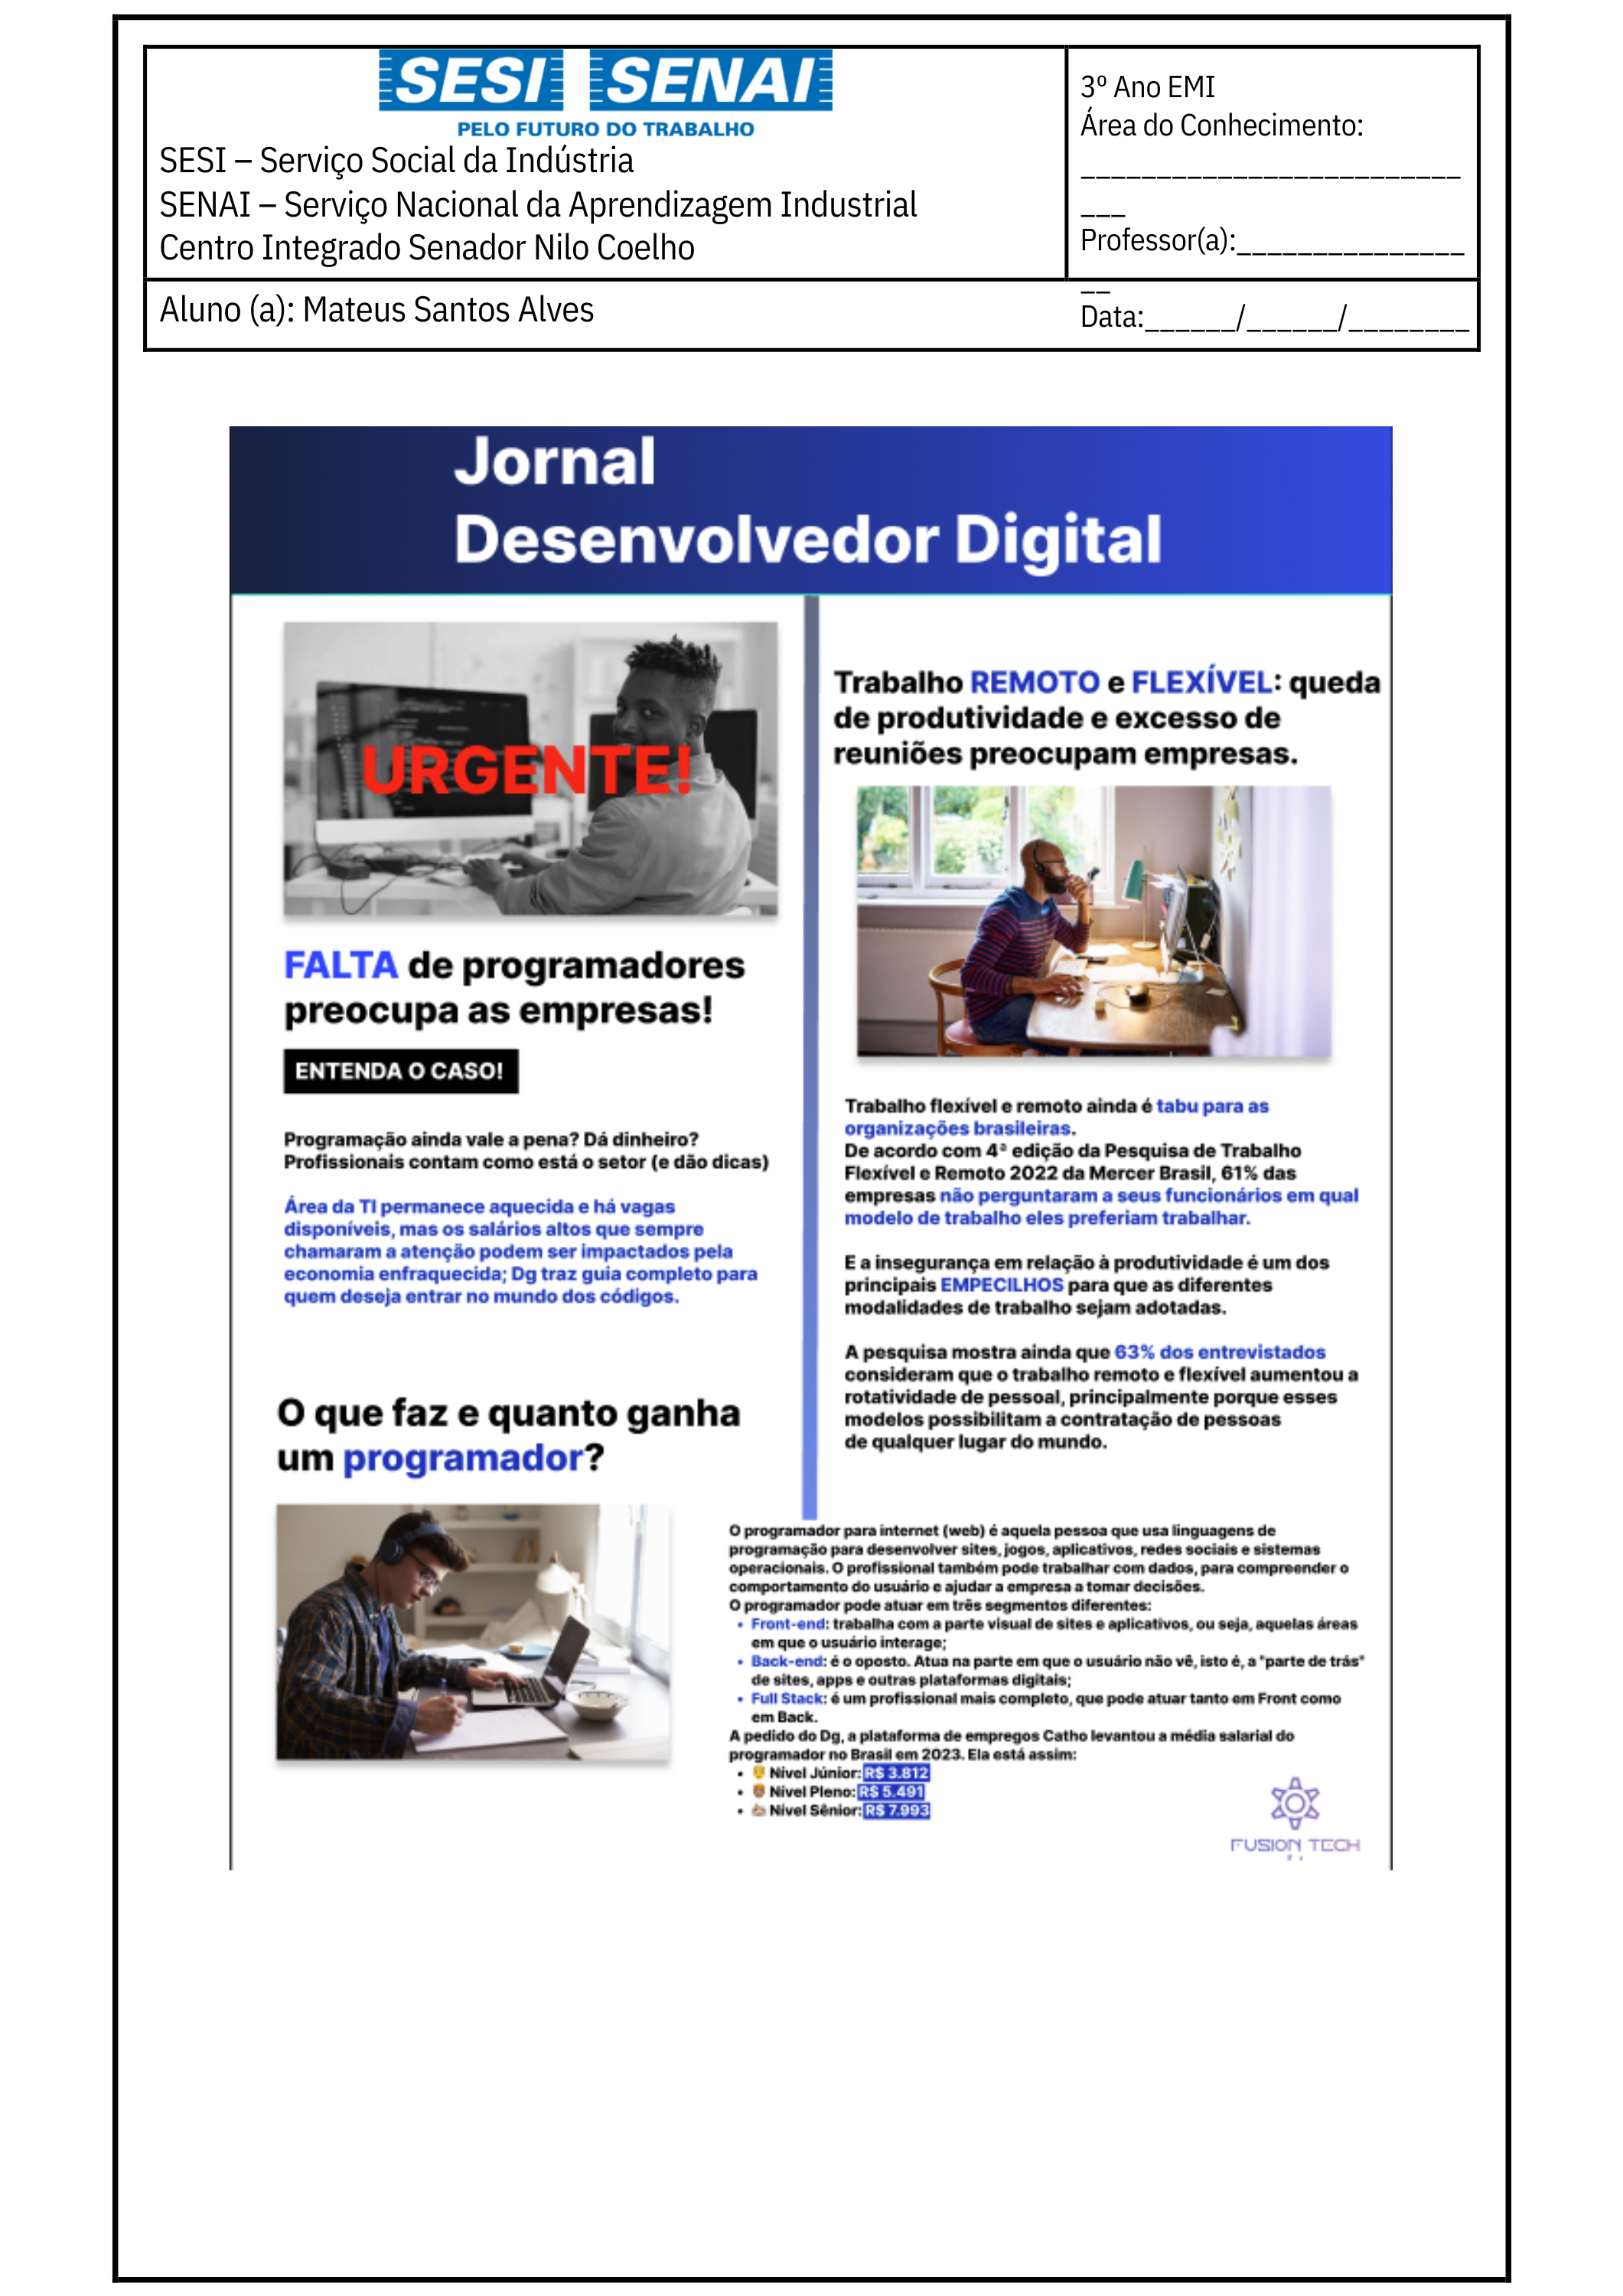 SESI SENAI
PELO FUTURO DO TRABALHO
SESI – Serviço Social da Indústria
SENAI – Serviço Nacional da Aprendizagem Industrial
Centro Integrado Senador Nilo Coelho
3º Ano EMI
Área do Conhecimento:
_________________________
___
Professor(a):_______________
__
Data:______/______/________
Aluno (a): Mateus Santos Alves
Jornal
Desenvolvedor Digital
URGENTE!
FALTA de programadores
preocupa as empresas!
ENTENDA O CASO!
Programação ainda vale a pena? Dá dinheiro?
Profissionais contam como está o setor (e dão dicas)
Área da TI permanece aquecida e há vagas
disponíveis, mas os salários altos que sempre
chamaram a atenção podem ser impactados pela
economia enfraquecida; Dg traz guia completo para
quem deseja entrar no mundo dos códigos.
Trabalho REMOTO e FLEXÍVEL: queda
de produtividade e excesso de
reuniões preocupam empresas.
Trabalho flexível e remoto ainda é tabu para as
organizações brasileiras.
De acordo com 4ª edição da Pesquisa de Trabalho
Flexível e Remoto 2022 da Mercer Brasil, 61% das
empresas não perguntaram a seus funcionários em qual
modelo de trabalho eles preferiam trabalhar.
E a insegurança em relação à produtividade é um dos
principais EMPECILHOS para que as diferentes
modalidades de trabalho sejam adotadas.
A pesquisa mostra ainda que 63% dos entrevistados
consideram que o trabalho remoto e flexível aumentou a
rotatividade de pessoal, principalmente porque esses
modelos possibilitam a contratação de pessoas
de qualquer lugar do mundo.
O que faz e quanto ganha
um programador?
O programador para internet (web) é aquela pessoa que usa linguagens de
programação para desenvolver sites, jogos, aplicativos, redes sociais e sistemas
operacionais. O profissional também pode trabalhar com dados, para compreender o
comportamento do usuário e ajudar a empresa a tomar decisões.
O programador pode atuar em três segmentos diferentes:
• Front-end: trabalha com a parte visual de sites e aplicativos, ou seja, aquelas áreas
em que o usuário interage;
• Back-end: é o oposto. Atua na parte em que o usuário não vê, isto é, a "parte de trás"
de sites, apps e outras plataformas digitais;
• Full Stack: é um profissional mais completo, que pode atuar tanto em Front como
em Back.
A pedido do Dg, a plataforma de empregos Catho levantou a média salarial do
programador no Brasil em 2023. Ela está assim:
• Nível Júnior: R$ 3.812
• Nível Pleno: R$ 5.491
• Nível Sênior: R$ 7.993
FUSION TECH